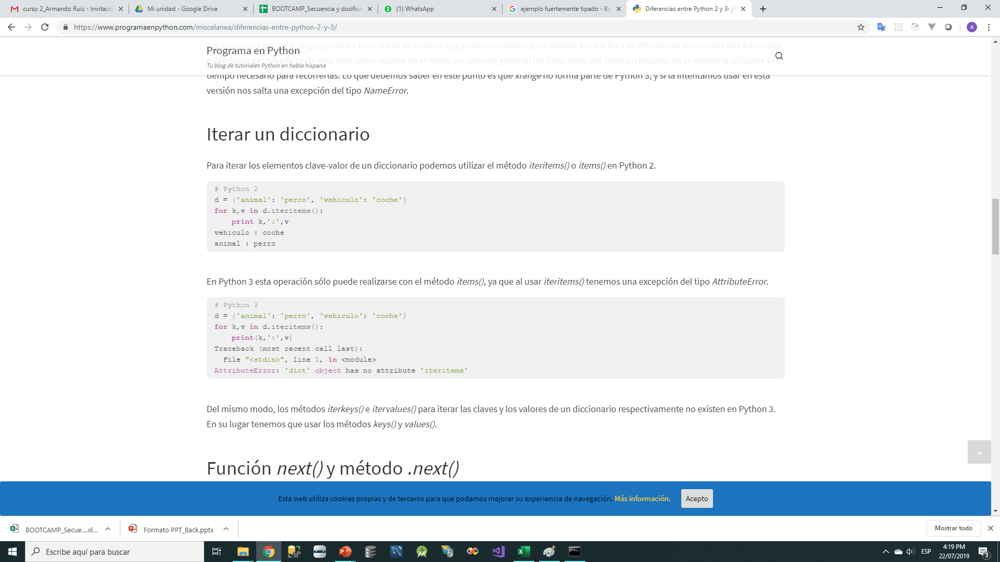 curso 2_Armando Ruiz - Invitació
Mi unidad - Google Drive
BOOTCAMP_Secuencia y dosifica
(1) WhatsApp
ejemplo fuertemente tipado - Bu
Diferencias entre Python 2 y 3: ¿C
https://www.programaenpython.com/miscelanea/diferencias-entre-python-2-y-3/
Las funciones xrange y range ayudan a crear listas de enteros que podemos utilizar para realizar bucles for. Las diferencias entre estas dos funciones
Programa en Python
están fuera del propósito de este post, pero residen en el modo en cómo se generan las listas cosa que tiene un impacto en la memoria utilizada y el
Tu blog de tutoriales Python en habla hispana
tiempo necesario para recorrerlas. Lo que debemos saber en este punto es que xrange no forma parte de Python 3, y si la intentamos usar en esta
versión nos salta una excepción del tipo NameError.
Iterar un diccionario
Para iterar los elementos clave-valor de un diccionario podemos utilizar el método iteritems() o items() en Python 2.
# Python 2
d = {'animal': 'perro', 'vehiculo': 'coche'}
for k,v in d.iteritems():
    print k,':',v
vehiculo : coche
animal : perro
En Python 3 esta operación sólo puede realizarse con el método items(), ya que al usar iteritems() tenemos una excepción del tipo AttributeError.
# Python 3
d = {'animal': 'perro', 'vehiculo': 'coche'}
for k,v in d.iteritems():
    print(k,':',v)
Traceback (most recent call last):
  File "<stdin>", line 1, in <module>
AttributeError: 'dict' object has no attribute 'iteritems'
Del mismo modo, los métodos iterkeys() e itervalues() para iterar las claves y los valores de un diccionario respectivamente no existen en Python 3.
En su lugar tenemos que usar los métodos keys() y values().
Función next() y método .next()
Esta web utiliza cookies propias y de terceros para que podamos mejorar su experiencia de navegación. Más información.
Acepto
BOOTCAMP_Secue....xl...
Formato PPT_Back.pptx
Mostrar todo
Escribe aquí para buscar
ESP
4:19 PM
22/07/2019
3